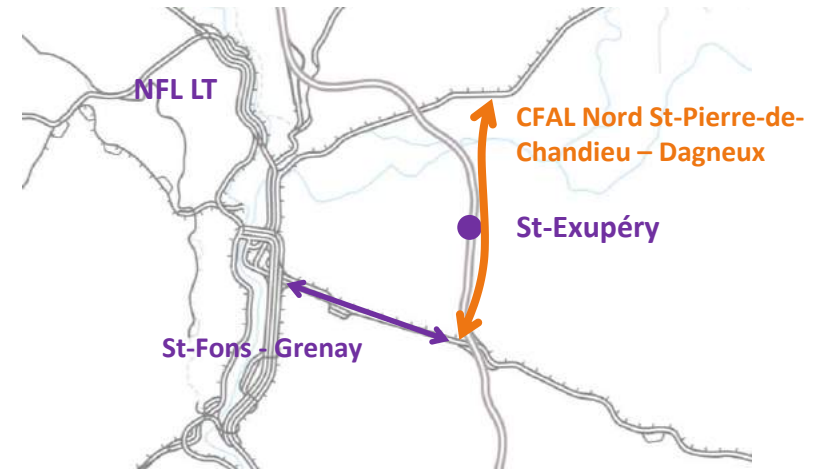 NFL LT
CFAL Nord St-Pierre-de-
Chandieu – Dagneux
St-Exupéry
St-Fons - Grenay